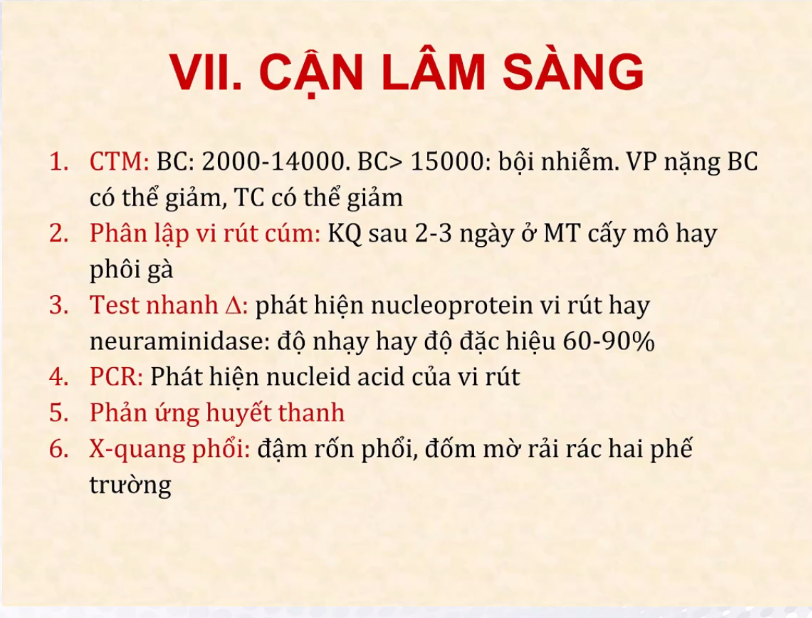 VII. CẬN LÂM SÀNG
1. CTM: BC: 2000-14000. BC> 15000: bội nhiễm. VP nặng BC
có thể giảm, TC có thể giảm
2. Phân lập vi rút cúm: KQ sau 2-3 ngày ở MT cấy mô hay
phôi gà
3. Test nhanh ∆: phát hiện nucleoprotein vi rút hay
neuraminidase: độ nhạy hay độ đặc hiệu 60-90%
4. PCR: Phát hiện nucleid acid của vi rút
5. Phản ứng huyết thanh
6. X-quang phổi: đậm rốn phổi, đốm mờ rải rác hai phế
trường